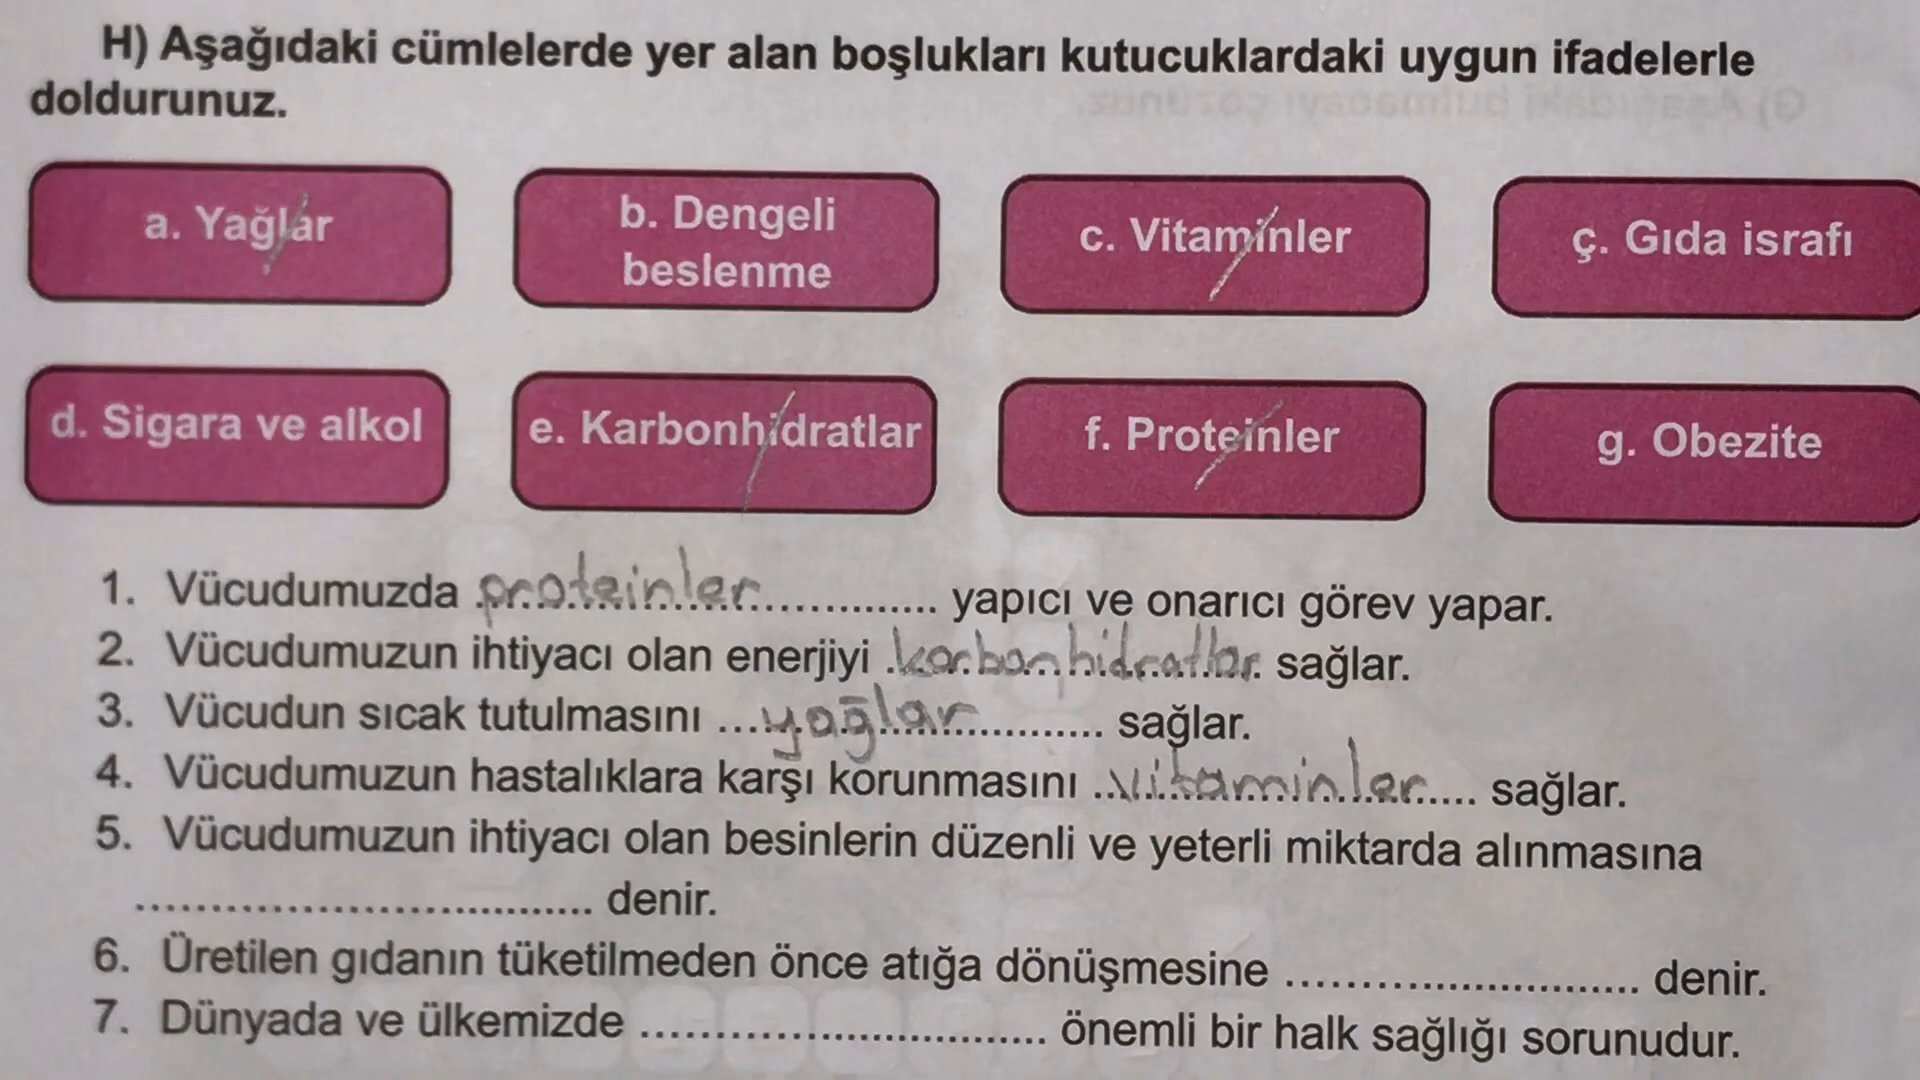 H) Aşağıdaki cümlelerde yer alan boşlukları kutucuklardaki uygun ifadelerle
doldurunuz.
a. Yağlar
b. Dengeli
beslenme
c. Vitaminler
ç. Gıda israfı
d. Sigara ve alkol
e. Karbonhidratlar
f. Proteinler
g. Obezite
1. Vücudumuzda proteinler yapıcı ve onarıcı görev yapar.
2. Vücudumuzun ihtiyacı olan enerjiyi karbonhidratlar sağlar.
3. Vücudun sıcak tutulmasını yağlar sağlar.
4. Vücudumuzun hastalıklara karşı korunmasını vitaminler sağlar.
5. Vücudumuzun ihtiyacı olan besinlerin düzenli ve yeterli miktarda alınmasına
................................ denir.
6. Üretilen gıdanın tüketilmeden önce atığa dönüşmesine ............................ denir.
7. Dünyada ve ülkemizde ................................ önemli bir halk sağlığı sorunudur.